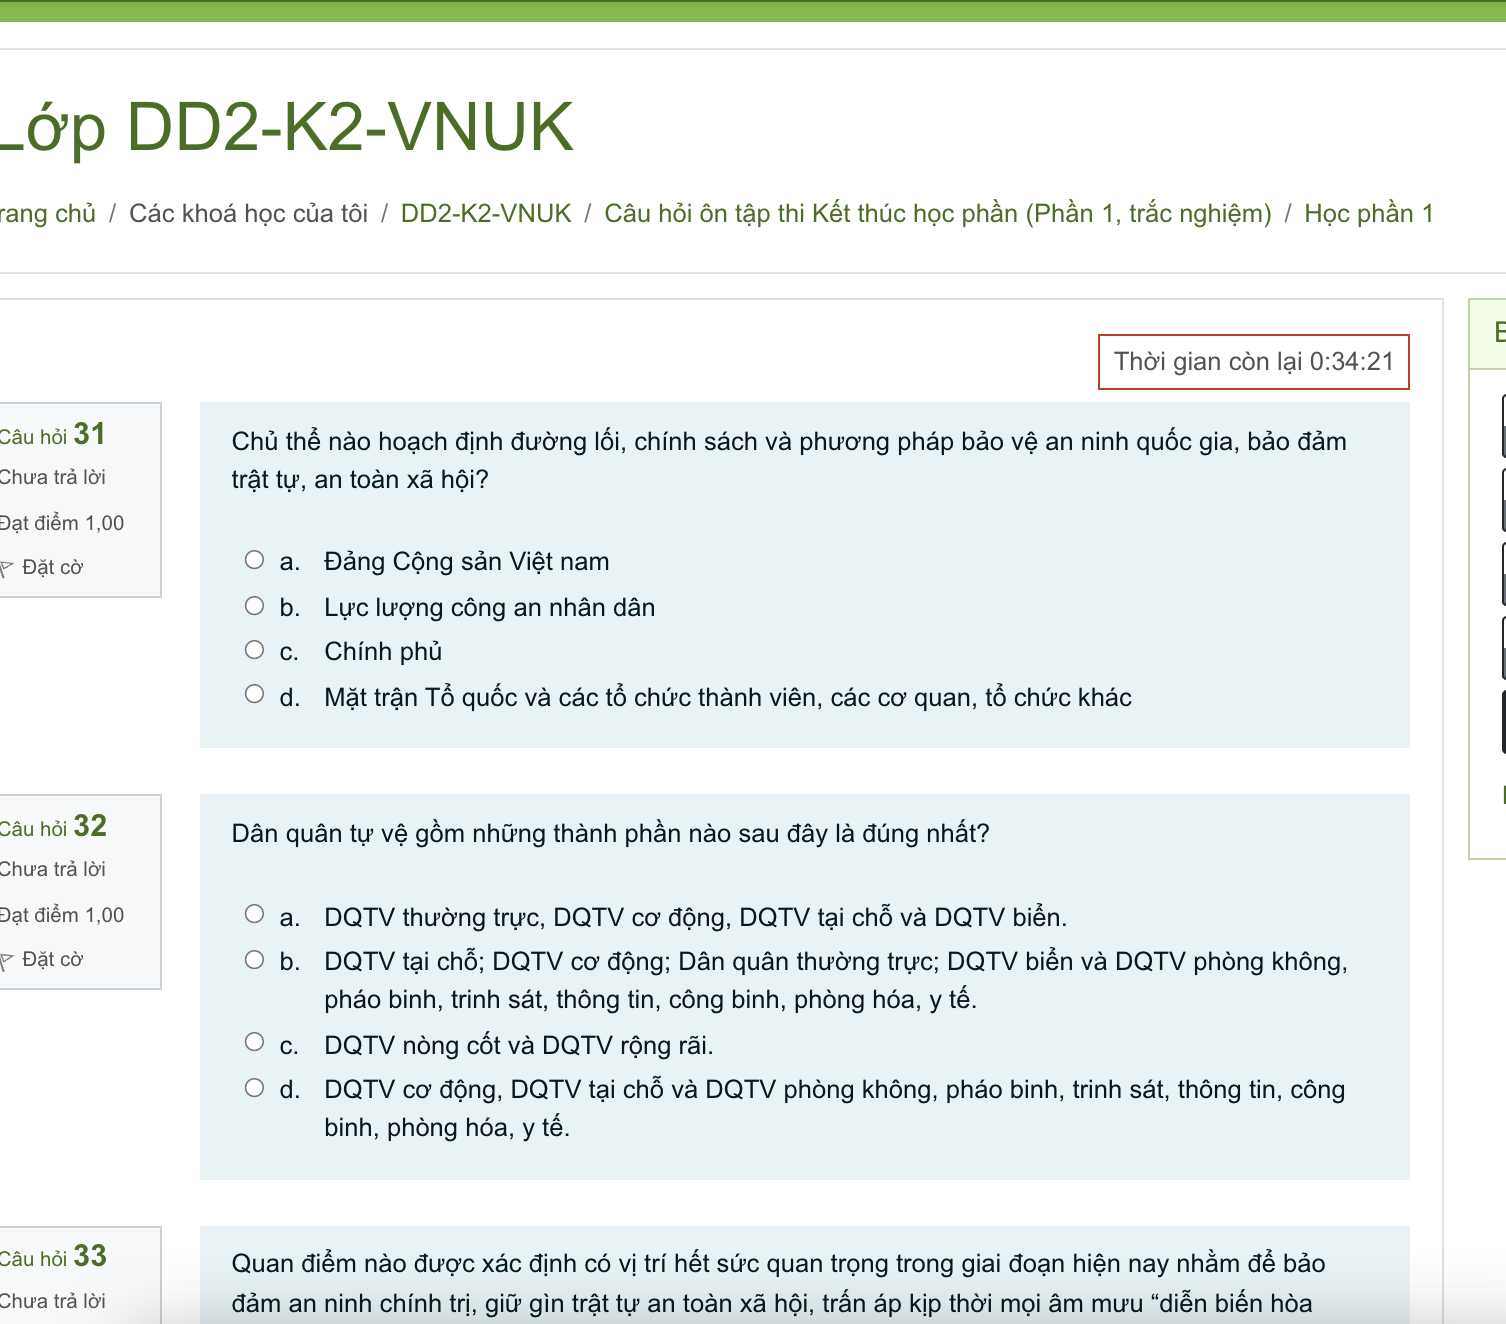 Lớp DD2-K2-VNUK
rang chủ / Các khoá học của tôi / DD2-K2-VNUK / Câu hỏi ôn tập thi Kết thúc học phần (Phần 1, trắc nghiệm) / Học phần 1
Thời gian còn lại 0:34:21
Câu hỏi 31
Chưa trả lời
Đạt điểm 1,00
Đặt cờ
Chủ thể nào hoạch định đường lối, chính sách và phương pháp bảo vệ an ninh quốc gia, bảo đảm
trật tự, an toàn xã hội?
a. Đảng Cộng sản Việt nam
b. Lực lượng công an nhân dân
c. Chính phủ
d. Mặt trận Tổ quốc và các tổ chức thành viên, các cơ quan, tổ chức khác
Câu hỏi 32
Chưa trả lời
Đạt điểm 1,00
Đặt cờ
Dân quân tự vệ gồm những thành phần nào sau đây là đúng nhất?
a. DQTV thường trực, DQTV cơ động, DQTV tại chỗ và DQTV biển.
b. DQTV tại chỗ; DQTV cơ động; Dân quân thường trực; DQTV biển và DQTV phòng không,
pháo binh, trinh sát, thông tin, công binh, phòng hóa, y tế.
c. DQTV nòng cốt và DQTV rộng rãi.
d. DQTV cơ động, DQTV tại chỗ và DQTV phòng không, pháo binh, trinh sát, thông tin, công
binh, phòng hóa, y tế.
Câu hỏi 33
Chưa trả lời
Quan điểm nào được xác định có vị trí hết sức quan trọng trong giai đoạn hiện nay nhằm để bảo
đảm an ninh chính trị, giữ gìn trật tự an toàn xã hội, trấn áp kịp thời mọi âm mưu “diễn biến hòa